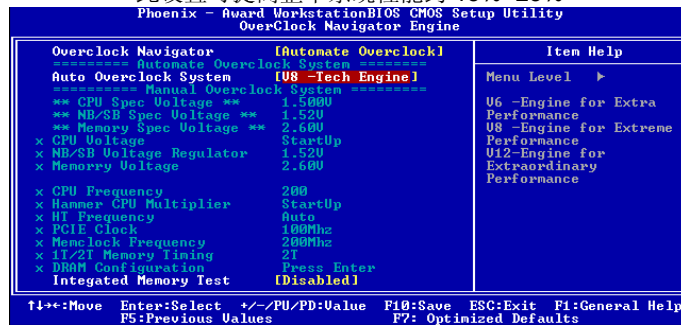 Phoenix - Award WorkstationBIOS CMOS Setup Utility
OverClock Navigator Engine
Overclock Navigator [Automate Overclock]
========= Automate Overclock System ========
Auto Overclock System [V8 -Tech Engine]
========== Manual Overclock System =========
** CPU Spec Voltage ** 1.500V
** NB/SB Spec Voltage ** 1.52V
** Memory Spec Voltage ** 2.60V
x CPU Voltage StartUp
x NB/SB Voltage Regulator 1.52V
x Memorry Voltage 2.60V
x CPU Frequency 200
x Hammer CPU Multiplier StartUp
x HT Frequency Auto
x PCIE Clock 100Mhz
x Memclock Frequency 200Mhz
x 1T/2T Memory Timing 2T
x DRAM Configuration Press Enter
Integated Memory Test [Disabled]
Item Help
Menu Level ▶
V6 -Engine for Extra
Performance
V8 -Engine for Extreme
Performance
V12-Engine for
Extraordinary
Performance
↑↓→←:Move Enter:Select +/-/PU/PD:Value F10:Save ESC:Exit F1:General Help
F5:Previous Values F7: Optimized Defaults